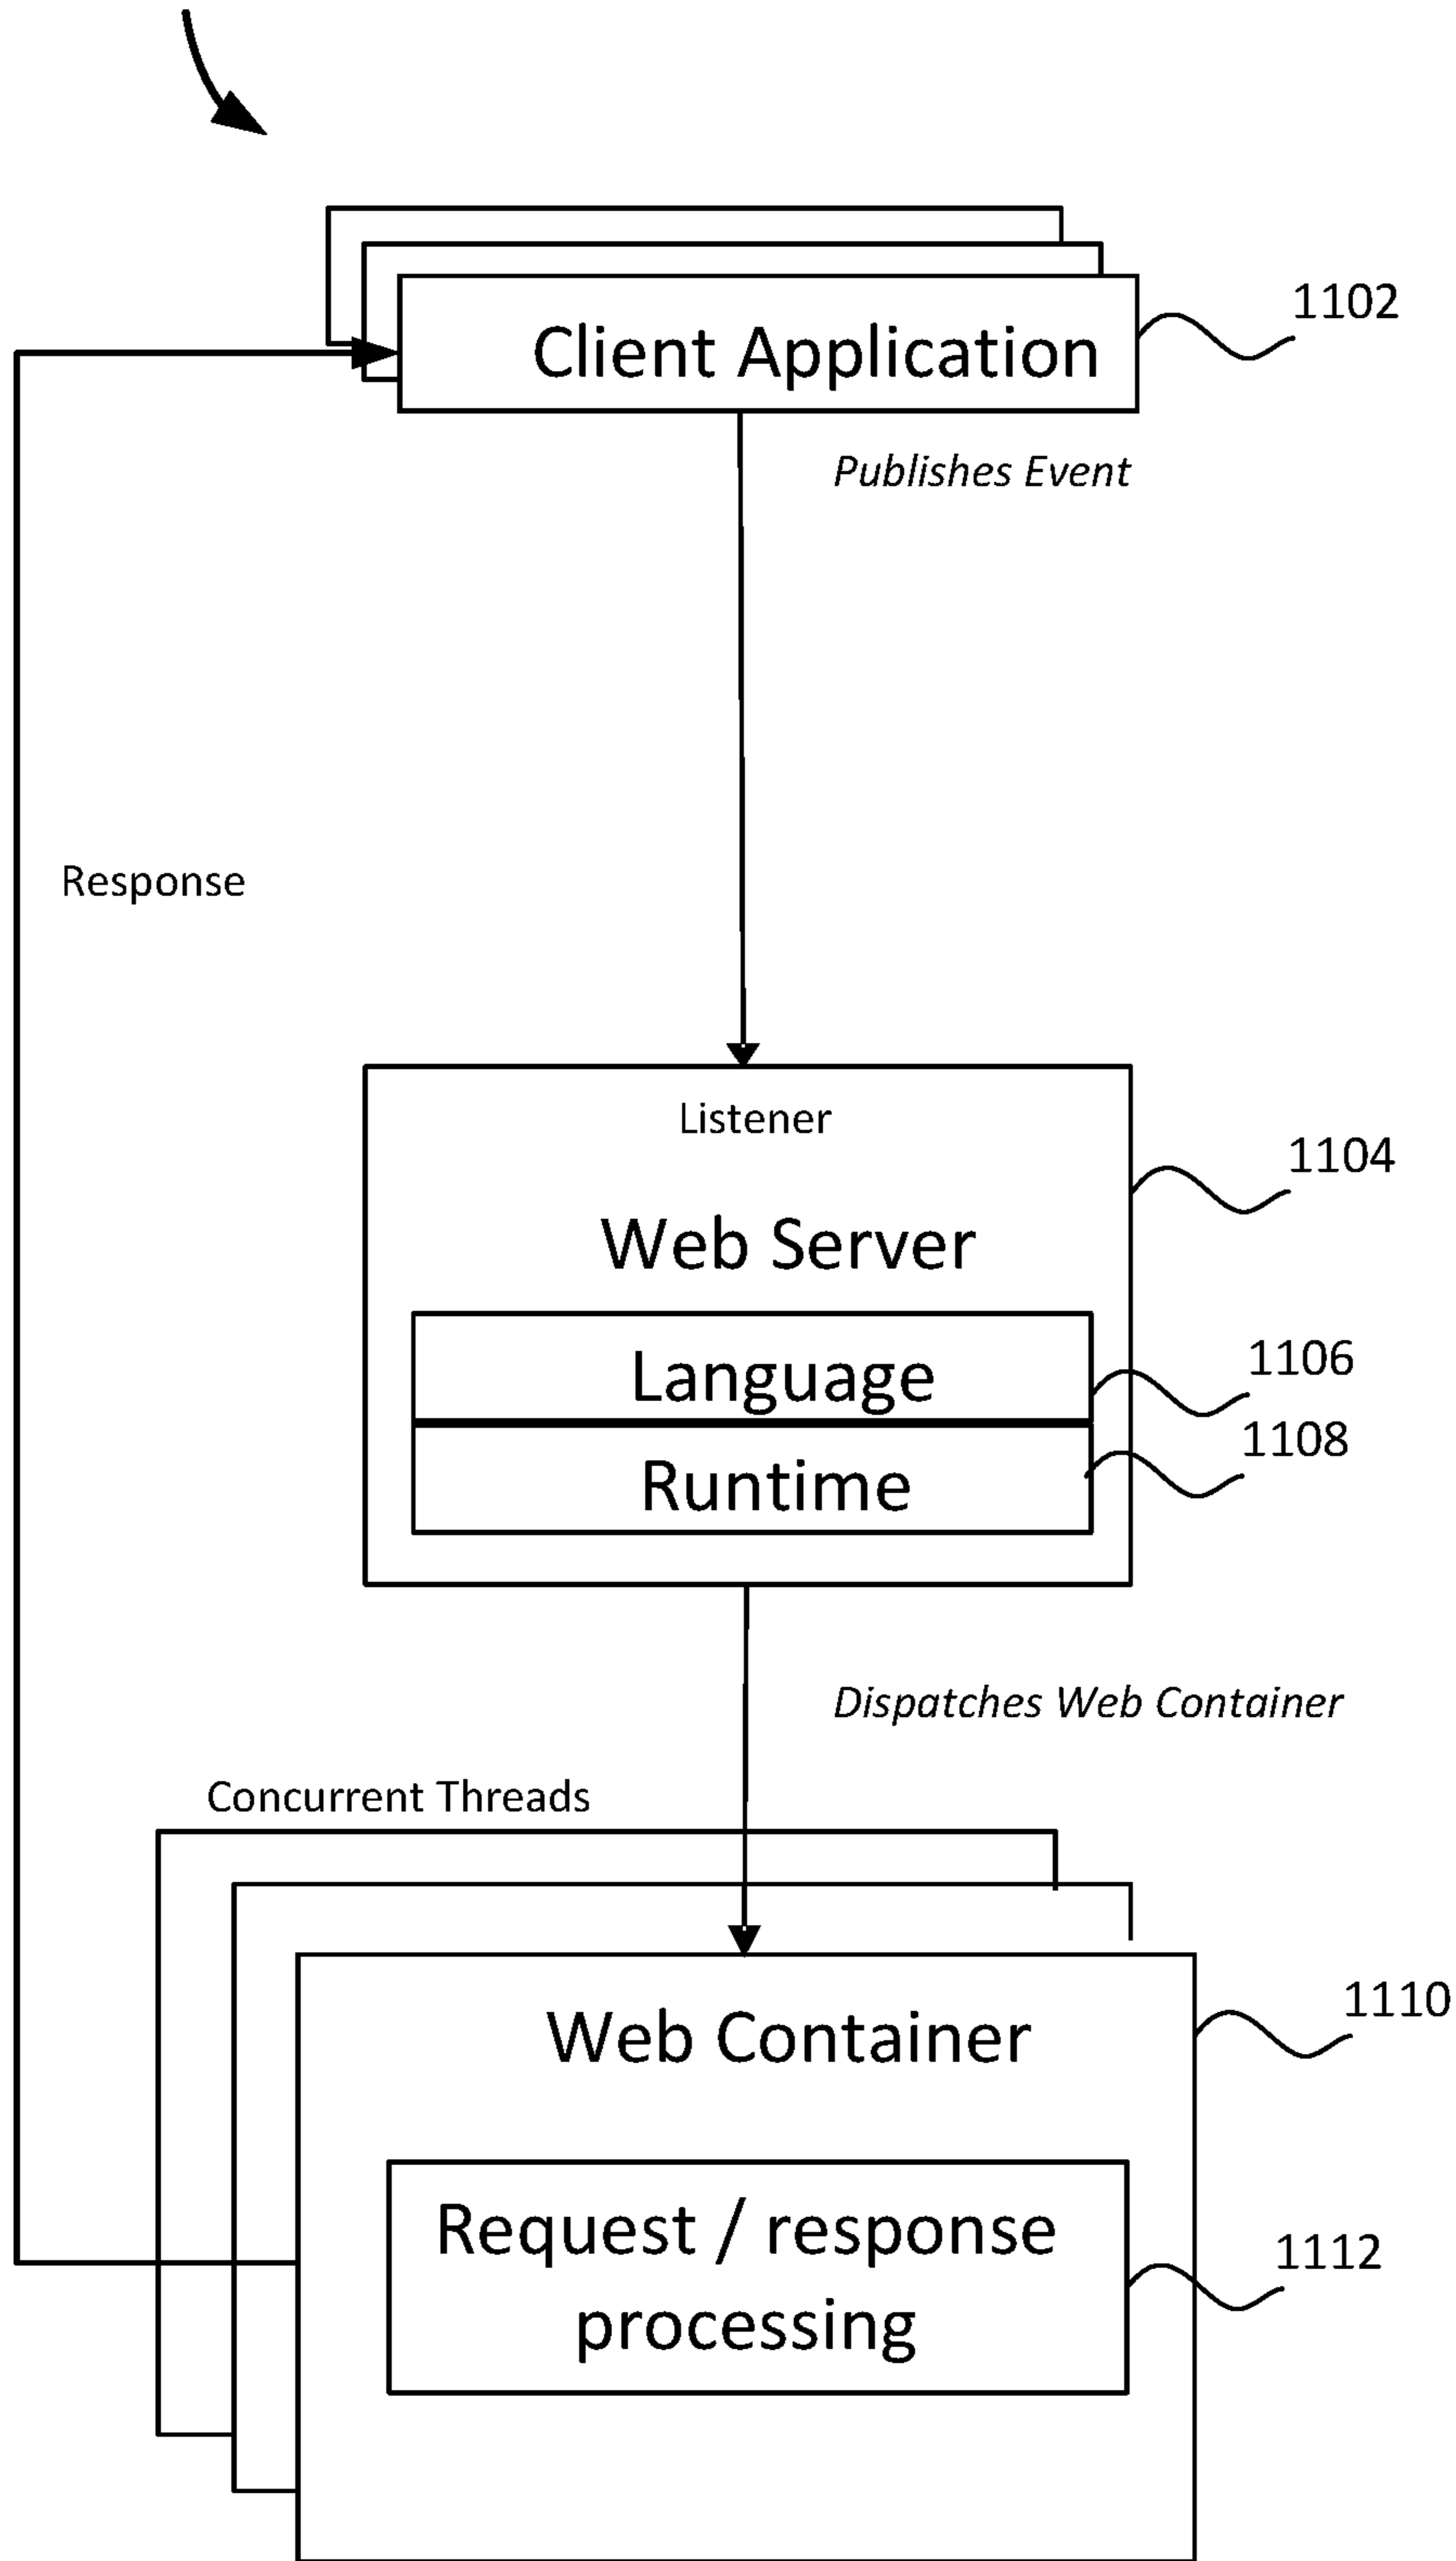 1102
Client Application
Publishes Event
Response
Listener
1104
Web Server
1106
Language
1108
Runtime
Dispatches Web Container
Concurrent Threads
1110
Web Container
Request / response
1112
processing